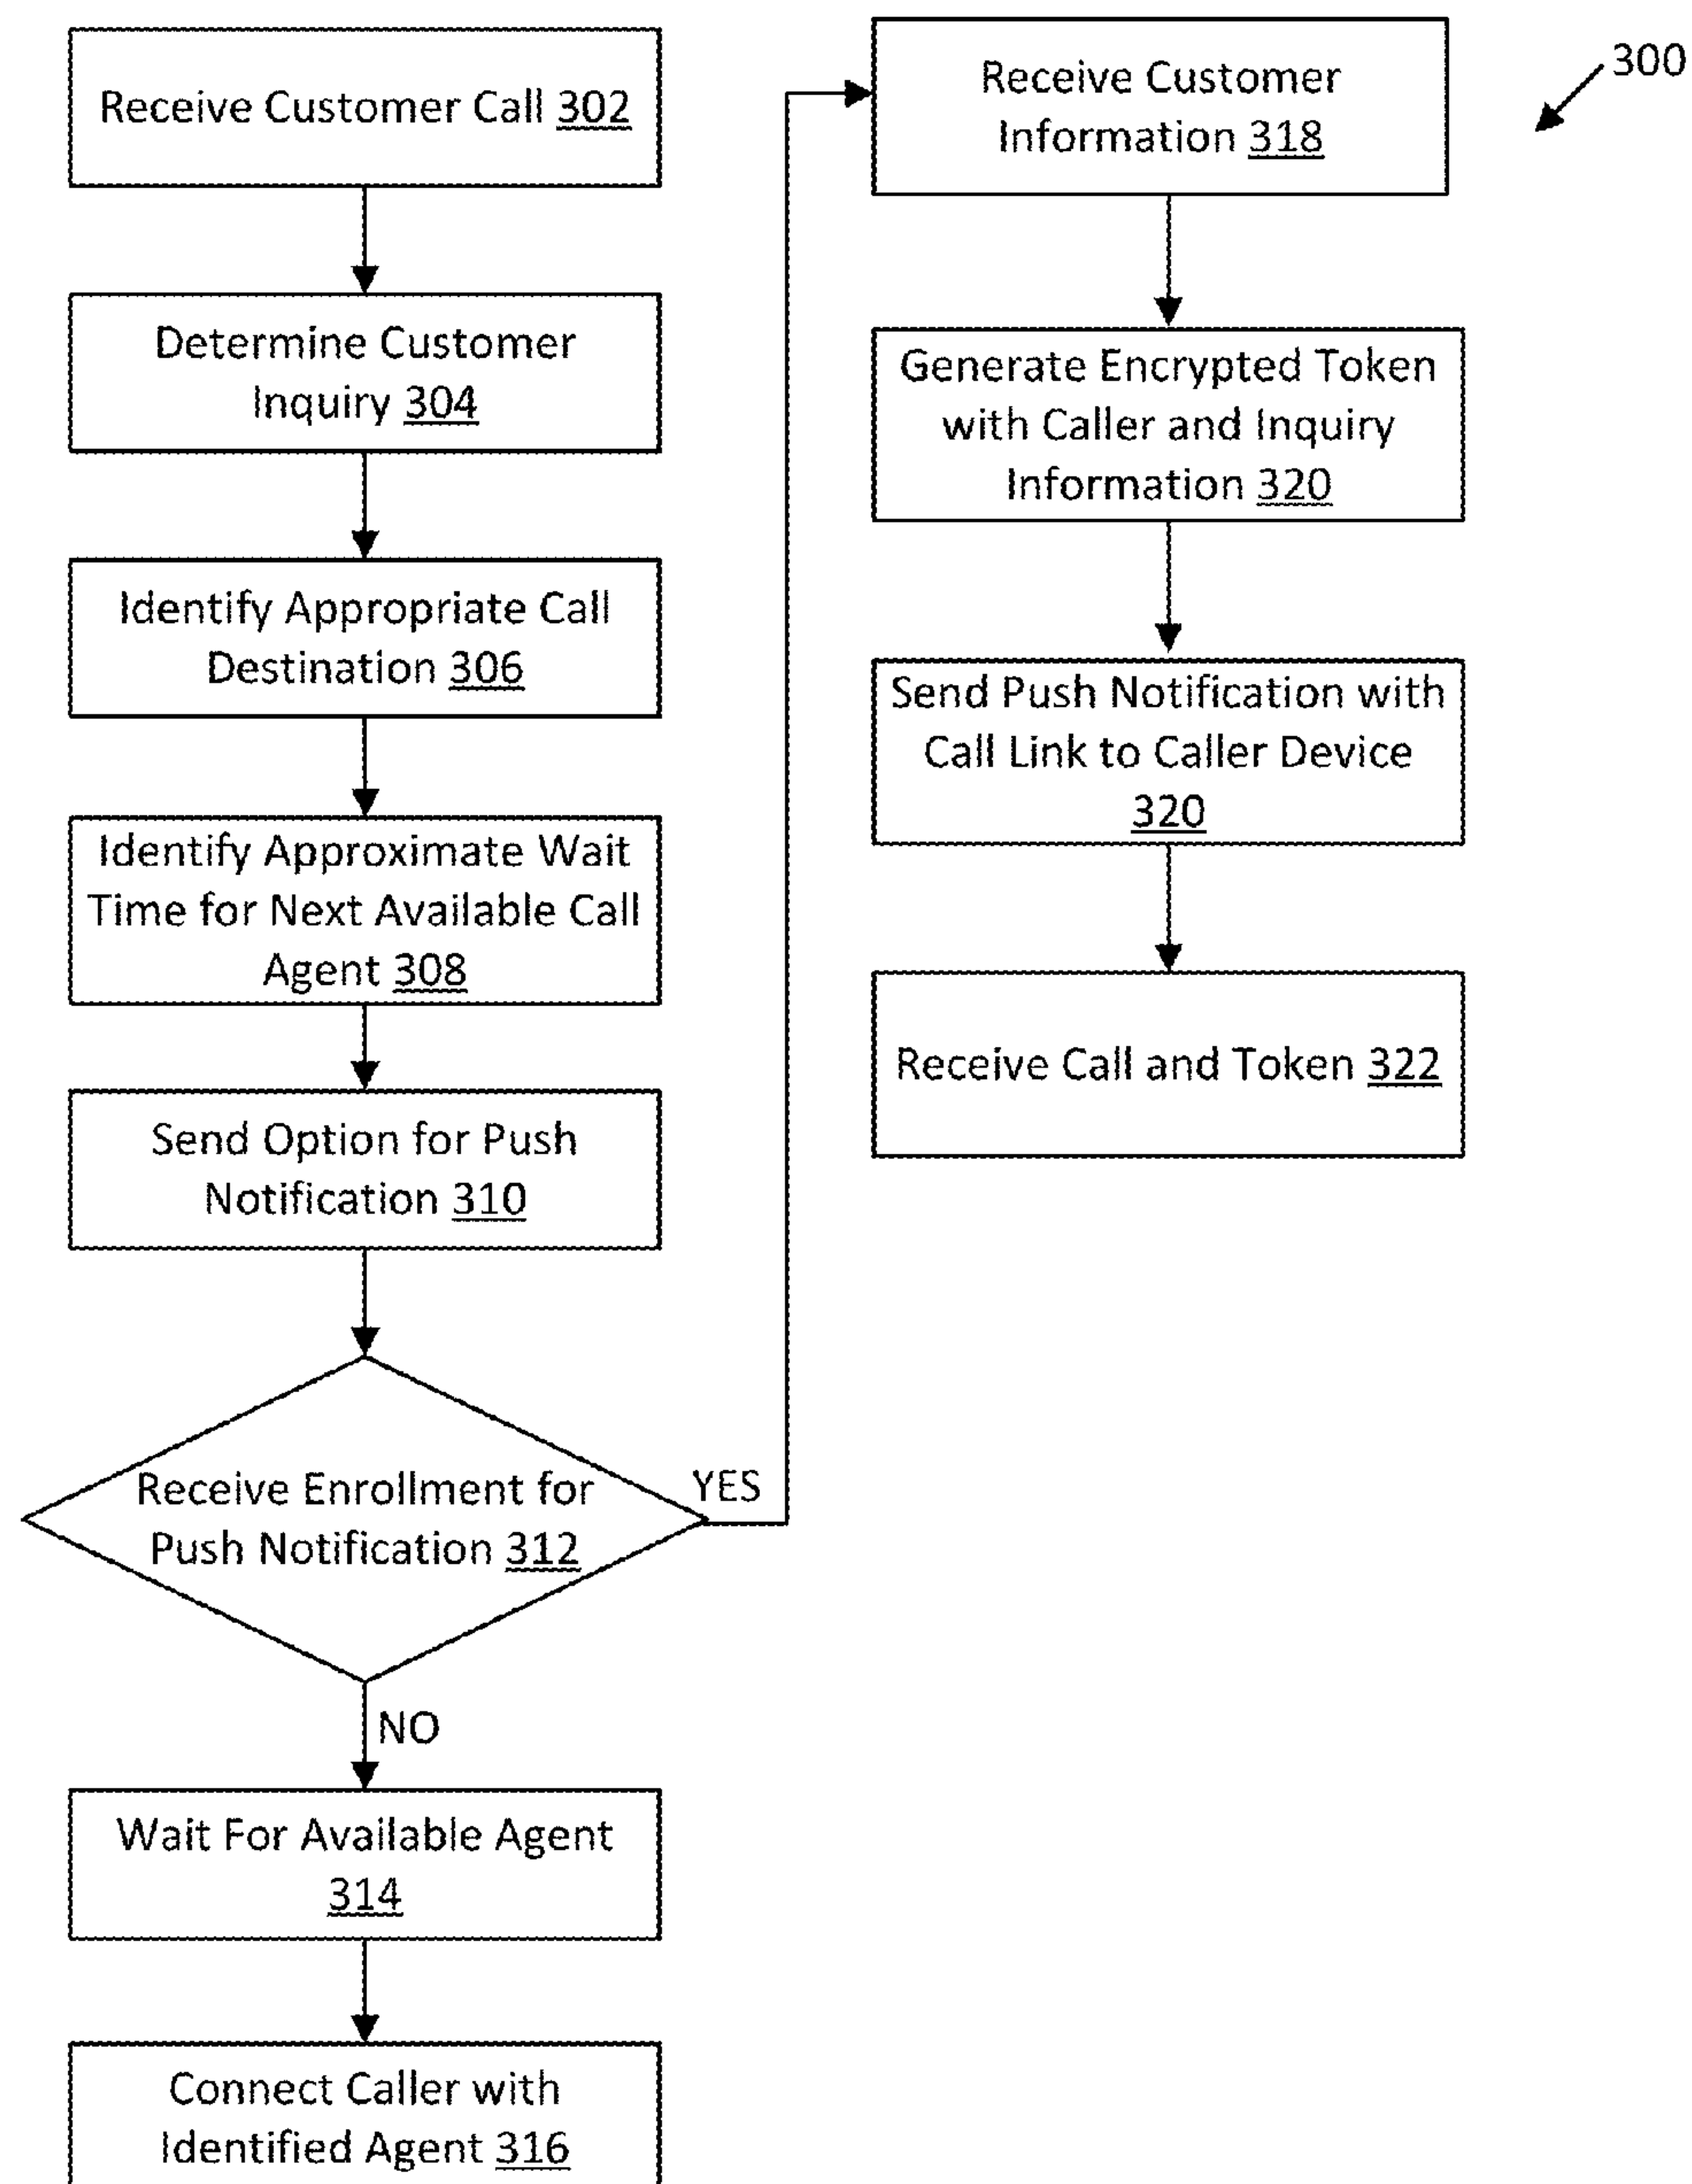 Receive Customer Call 302
Determine Customer
Inquiry 304
Identify Appropriate Call
Destination 306
Identify Approximate Wait
Time for Next Available Call
Agent 308
Send Option for Push
Notification 310
Receive Enrollment for
Push Notification 312
YES
NO
Wait For Available Agent
314
Connect Caller with
Identified Agent 316
Receive Customer
Information 318
Generate Encrypted Token
with Caller and Inquiry
Information 320
Send Push Notification with
Call Link to Caller Device
320
Receive Call and Token 322
300